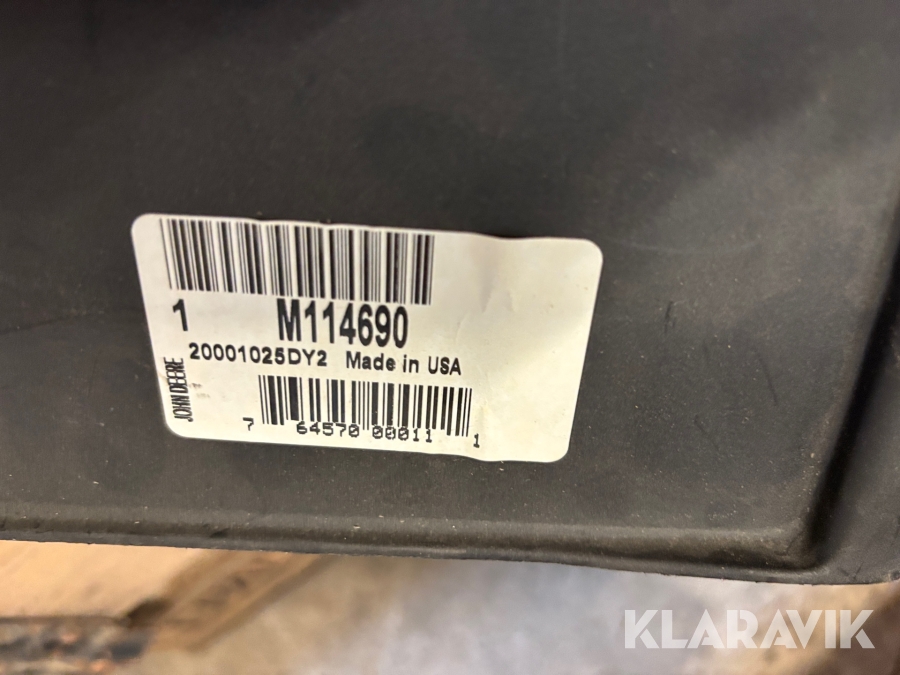 1 M114690
20001025DY2 Made in USA
JOHN DEERE
7 64570 00011 1
KLARAVIK